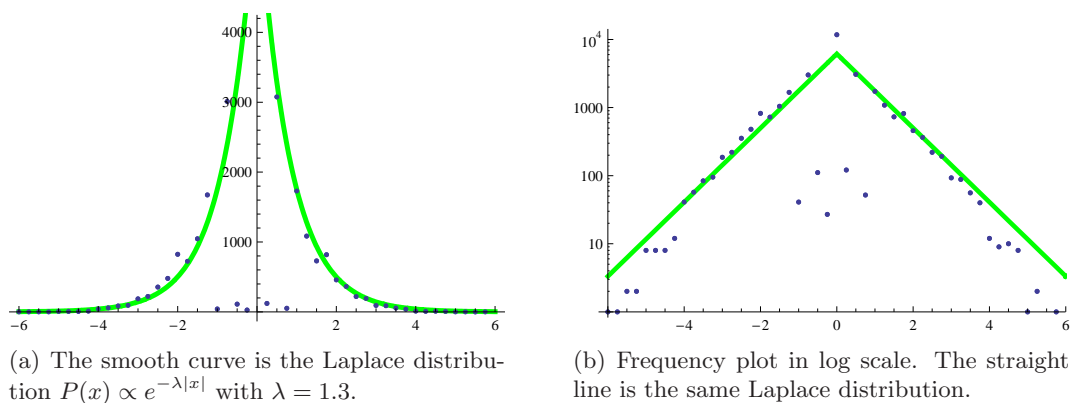 4000
3000
2000
1000
−6 −4 −2 2 4 6
(a) The smooth curve is the Laplace distribu-
tion P(x) ∝ e^{−λ|x|} with λ = 1.3.
10^4
1000
100
10
−4 −2 0 2 4 6
(b) Frequency plot in log scale. The straight
line is the same Laplace distribution.